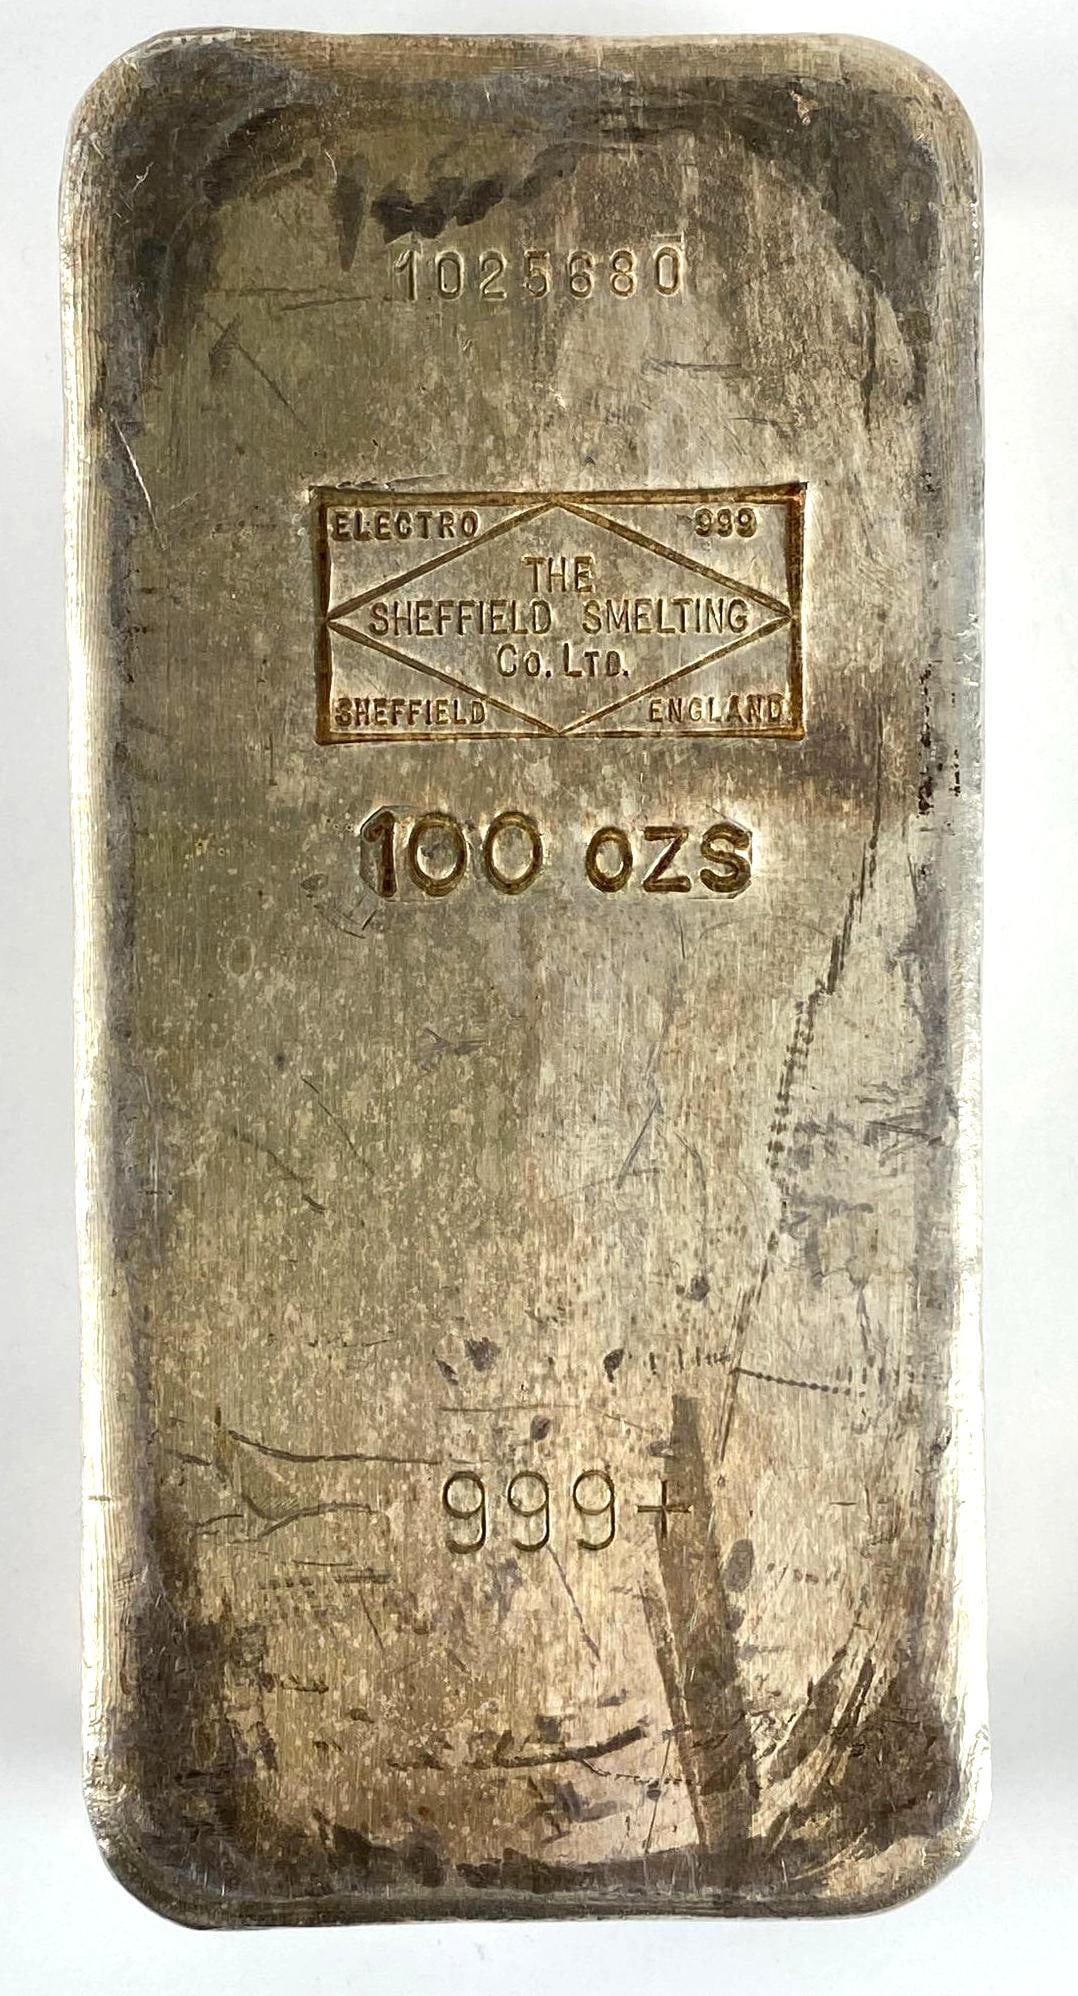 1025680
ELECTRO 999
THE
SHEFFIELD SMELTING
CO. LTD.
SHEFFIELD ENGLAND
100 OZS
999+